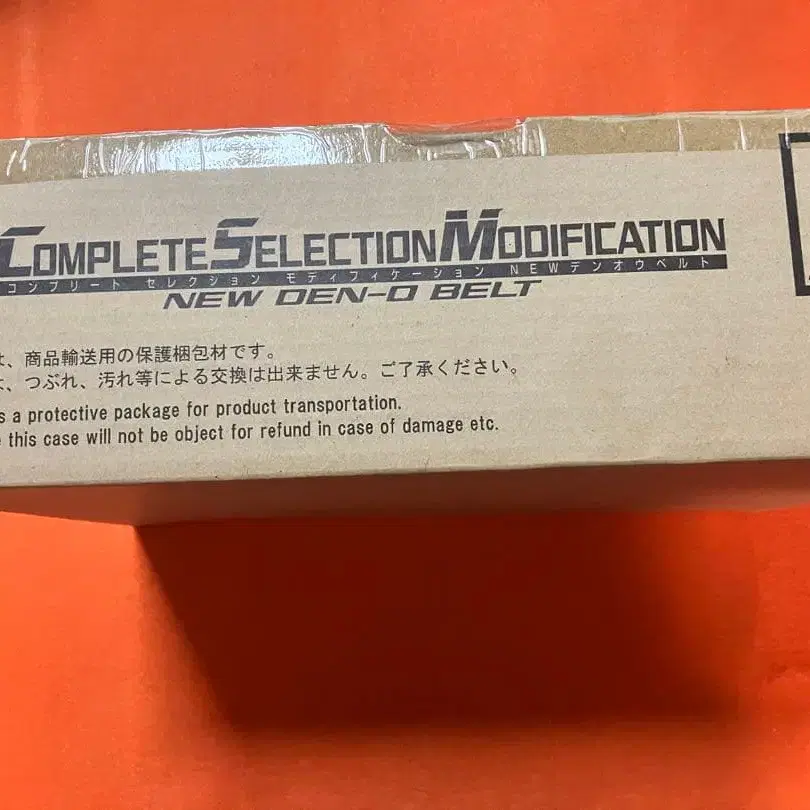 COMPLETE SELECTION MODIFICATION
コンプリート セレクション モディフィケーション NEWデンオウベルト
NEW DEN-O BELT
は、商品輸送用の保護梱包材です。
、つぶれ、汚れ等による交換は出来ません。ご了承ください。
s a protective package for product transportation.
this case will not be object for refund in case of damage etc.